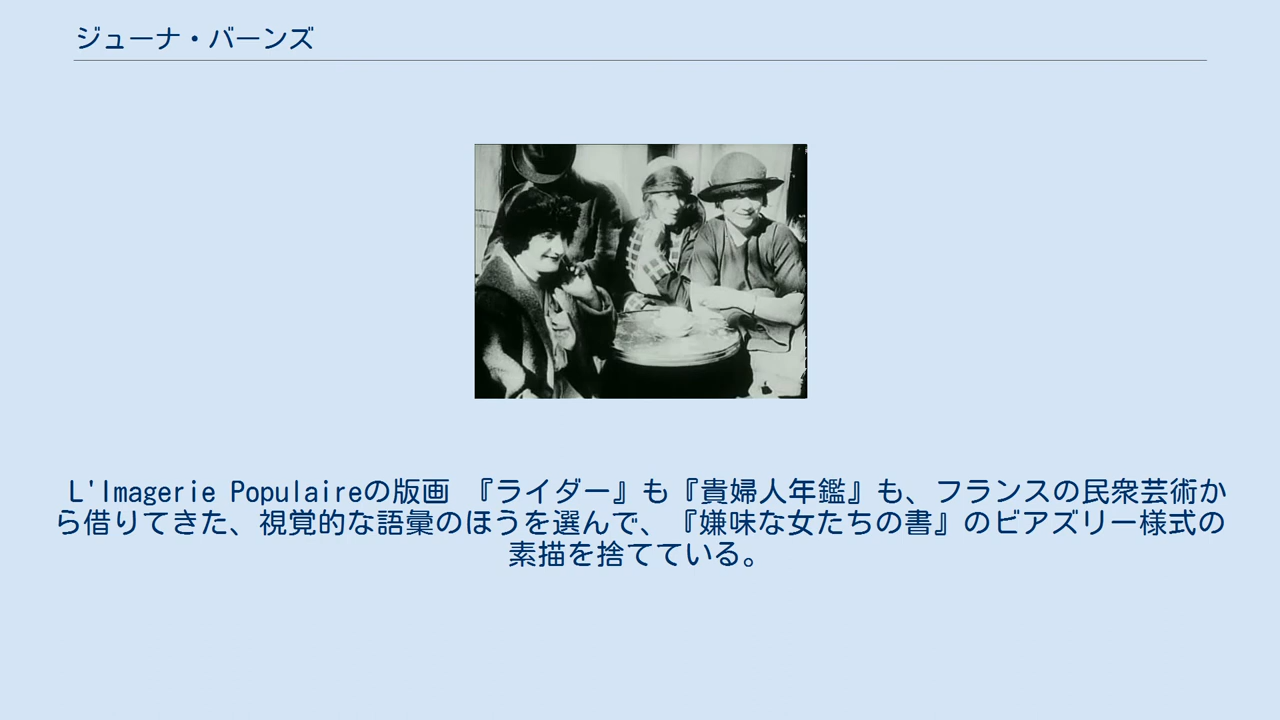 ジューナ・バーンズ
L'Imagerie Populaireの版画　『ライダー』も『貴婦人年鑑』も、フランスの民衆芸術か
ら借りてきた、視覚的な語彙のほうを選んで、『嫌味な女たちの書』のビアズリー様式の
素描を捨てている。